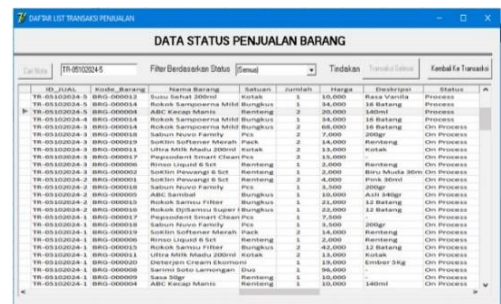 DAFTAR LIST TRANSAKSI PENJUALAN
DATA STATUS PENJUALAN BARANG
Cari Nota TR-05102024-5 Filter Berdasarkan Status (Semua) Tindakan Transaksi Selesai Kembali Ke Transaksi
ID_JUAL Kode_Barang Nama Barang Satuan Jumlah Harga Deskripsi Status
TR-05102024-5 BRG-000012 Susu Sehat 200ml Kotak 1 10,000 Rasa Vanilla Process
TR-05102024-5 BRG-000014 Rokok Sampoerna Mild Bungkus 1 34,000 16 Batang Process
TR-05102024-5 BRG-000004 ABC Kecap Manis Renteng 2 20,000 140ml Process
TR-05102024-4 BRG-000014 Rokok Sampoerna Mild Bungkus 1 34,000 16 Batang On Process
TR-05102024-4 BRG-000014 Rokok Sampoerna Mild Bungkus 2 68,000 16 Batang On Process
TR-05102024-3 BRG-000018 Sabun Nuvo Family Pcs 2 7,000 200gr On Process
TR-05102024-3 BRG-000019 SoKlin Softener Merah Pack 2 14,000 Renteng On Process
TR-05102024-3 BRG-000011 Ultra Milk Madu 200ml Kotak 2 13,000 Kotak On Process
TR-05102024-3 BRG-000017 Pepsodent Smart Clean Pcs 2 15,000 - On Process
TR-05102024-3 BRG-000006 Rinso Liquid 6 Sct Renteng 1 2,000 Renteng On Process
TR-05102024-3 BRG-000002 SoKlin Pewangi 6 Sct Renteng 1 2,000 Biru Muda 30m On Process
TR-05102024-2 BRG-000001 SoKlin Pewangi 6 Sct Renteng 2 4,000 Pink 30ml On Process
TR-05102024-2 BRG-000018 Sabun Nuvo Family Pcs 1 3,500 200gr On Process
TR-05102024-2 BRG-000005 ABC Sambal Bungkus 1 10,000 Asli 340gr On Process
TR-05102024-2 BRG-000015 Rokok Samsu Filter Bungkus 1 21,000 12 Batang On Process
TR-05102024-2 BRG-000016 Rokok DjiSamsu Super Bungkus 1 22,000 12 Batang On Process
TR-05102024-1 BRG-000017 Pepsodent Smart Clean Pcs 1 7,500 - On Process
TR-05102024-1 BRG-000018 Sabun Nuvo Family Pcs 1 3,500 200gr On Process
TR-05102024-1 BRG-000019 SoKlin Softener Merah Pack 2 14,000 Renteng On Process
TR-05102024-1 BRG-000006 Rinso Liquid 6 Sct Renteng 1 2,000 Renteng On Process
TR-05102024-1 BRG-000015 Rokok Samsu Filter Bungkus 2 42,000 12 Batang On Process
TR-05102024-1 BRG-000011 Ultra Milk Madu 200ml Kotak 2 13,000 Kotak On Process
TR-05102024-1 BRG-000020 Deterjen Cream Ekonomi 1 19,000 Ember 5Kg On Process
TR-05102024-1 BRG-000008 Sarimi Soto Lamongan Dus 1 96,000 - On Process
TR-05102024-1 BRG-000009 Sasa 50gr Renteng 1 10,000 - On Process
TR-05102024-1 BRG-000004 ABC Kecap Manis Renteng 1 10,000 140ml On Process